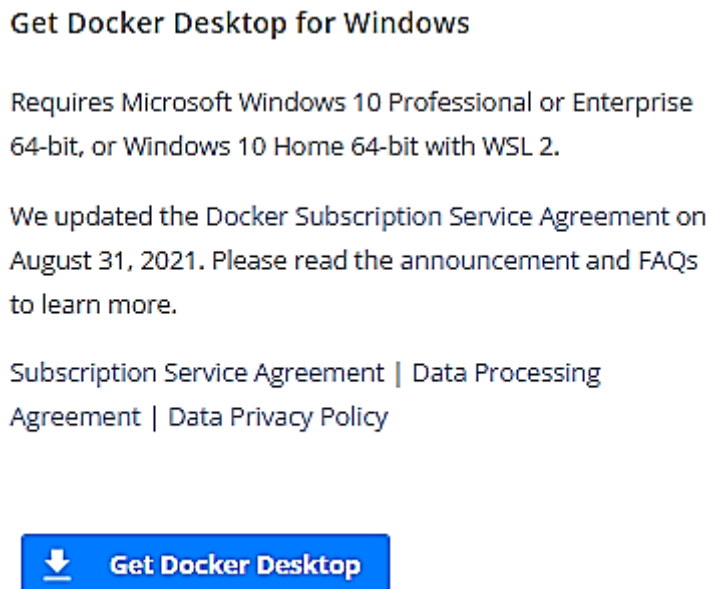 Get Docker Desktop for Windows
Requires Microsoft Windows 10 Professional or Enterprise
64-bit, or Windows 10 Home 64-bit with WSL 2.
We updated the Docker Subscription Service Agreement on
August 31, 2021. Please read the announcement and FAQs
to learn more.
Subscription Service Agreement | Data Processing
Agreement | Data Privacy Policy
Get Docker Desktop